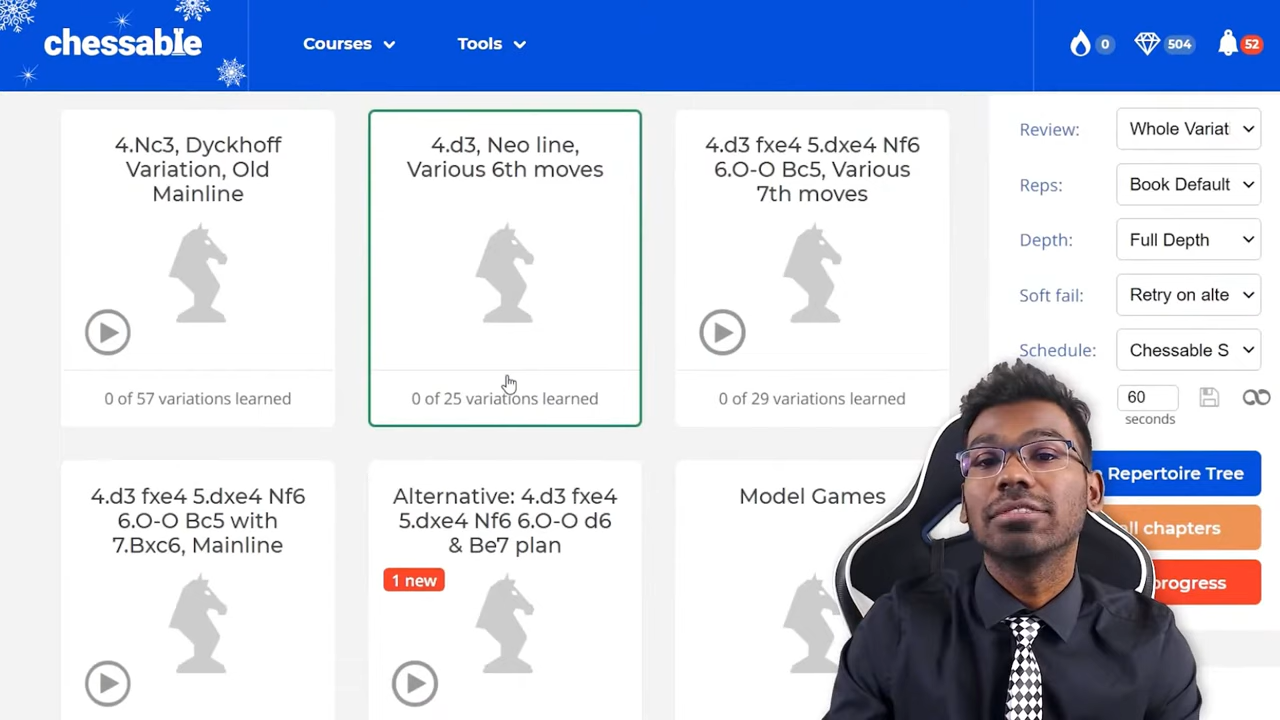 chessable
Courses
Tools
0
504
52
4.Nc3, Dyckhoff
Variation, Old
Mainline
0 of 57 variations learned
4.d3, Neo line,
Various 6th moves
0 of 25 variations learned
4.d3 fxe4 5.dxe4 Nf6
6.O-O Bc5, Various
7th moves
0 of 29 variations learned
4.d3 fxe4 5.dxe4 Nf6
6.O-O Bc5 with
7.Bxc6, Mainline
Alternative: 4.d3 fxe4
5.dxe4 Nf6 6.O-O d6
& Be7 plan
1 new
Model Games
Review:
Whole Variat
Reps:
Book Default
Depth:
Full Depth
Soft fail:
Retry on alte
Schedule:
Chessable S
60
seconds
Repertoire Tree
all chapters
progress